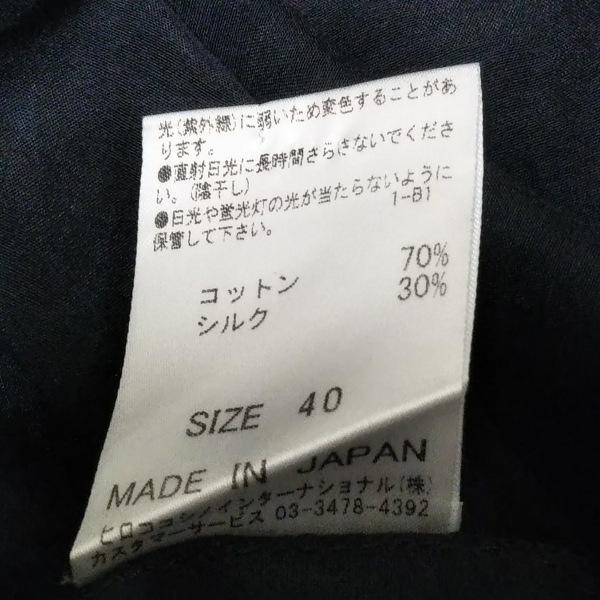 光(紫外線)に弱いため変色することがあ
ります。
●直射日光に長時間さらさないでくださ
い。(陰干し)
●日光や蛍光灯の光が当たらないように
保管して下さい。 1-B1
コットン 70%
シルク 30%
SIZE 40
MADE IN JAPAN
ヒロココシノインターナショナル(株)
カスタマーサービス 03-3478-4392